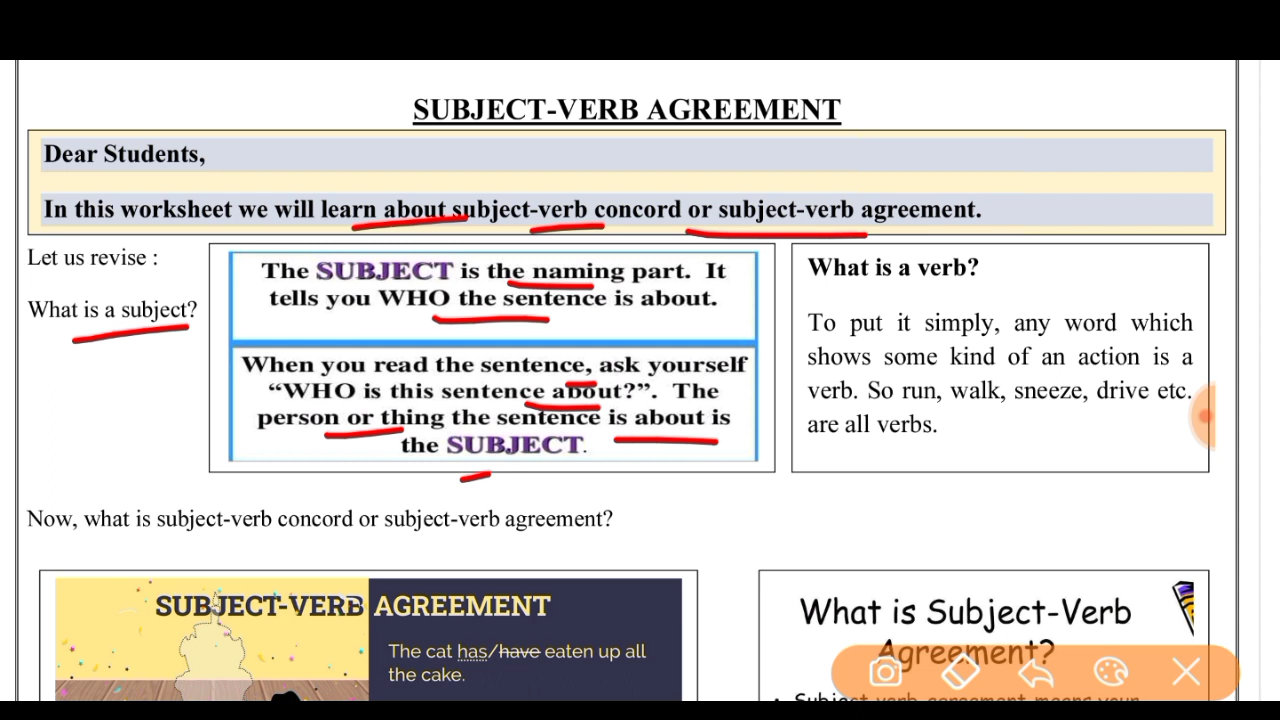 SUBJECT-VERB AGREEMENT
Dear Students,
In this worksheet we will learn about subject-verb concord or subject-verb agreement.
Let us revise :
What is a subject?
The SUBJECT is the naming part. It
tells you WHO the sentence is about.
When you read the sentence, ask yourself
“WHO is this sentence about?”. The
person or thing the sentence is about is
the SUBJECT.
What is a verb?
To put it simply, any word which
shows some kind of an action is a
verb. So run, walk, sneeze, drive etc.
are all verbs.
Now, what is subject-verb concord or subject-verb agreement?
SUBJECT-VERB AGREEMENT
The cat has/have eaten up all
the cake.
What is Subject-Verb
Agreement?
• Subject verb agreement means your